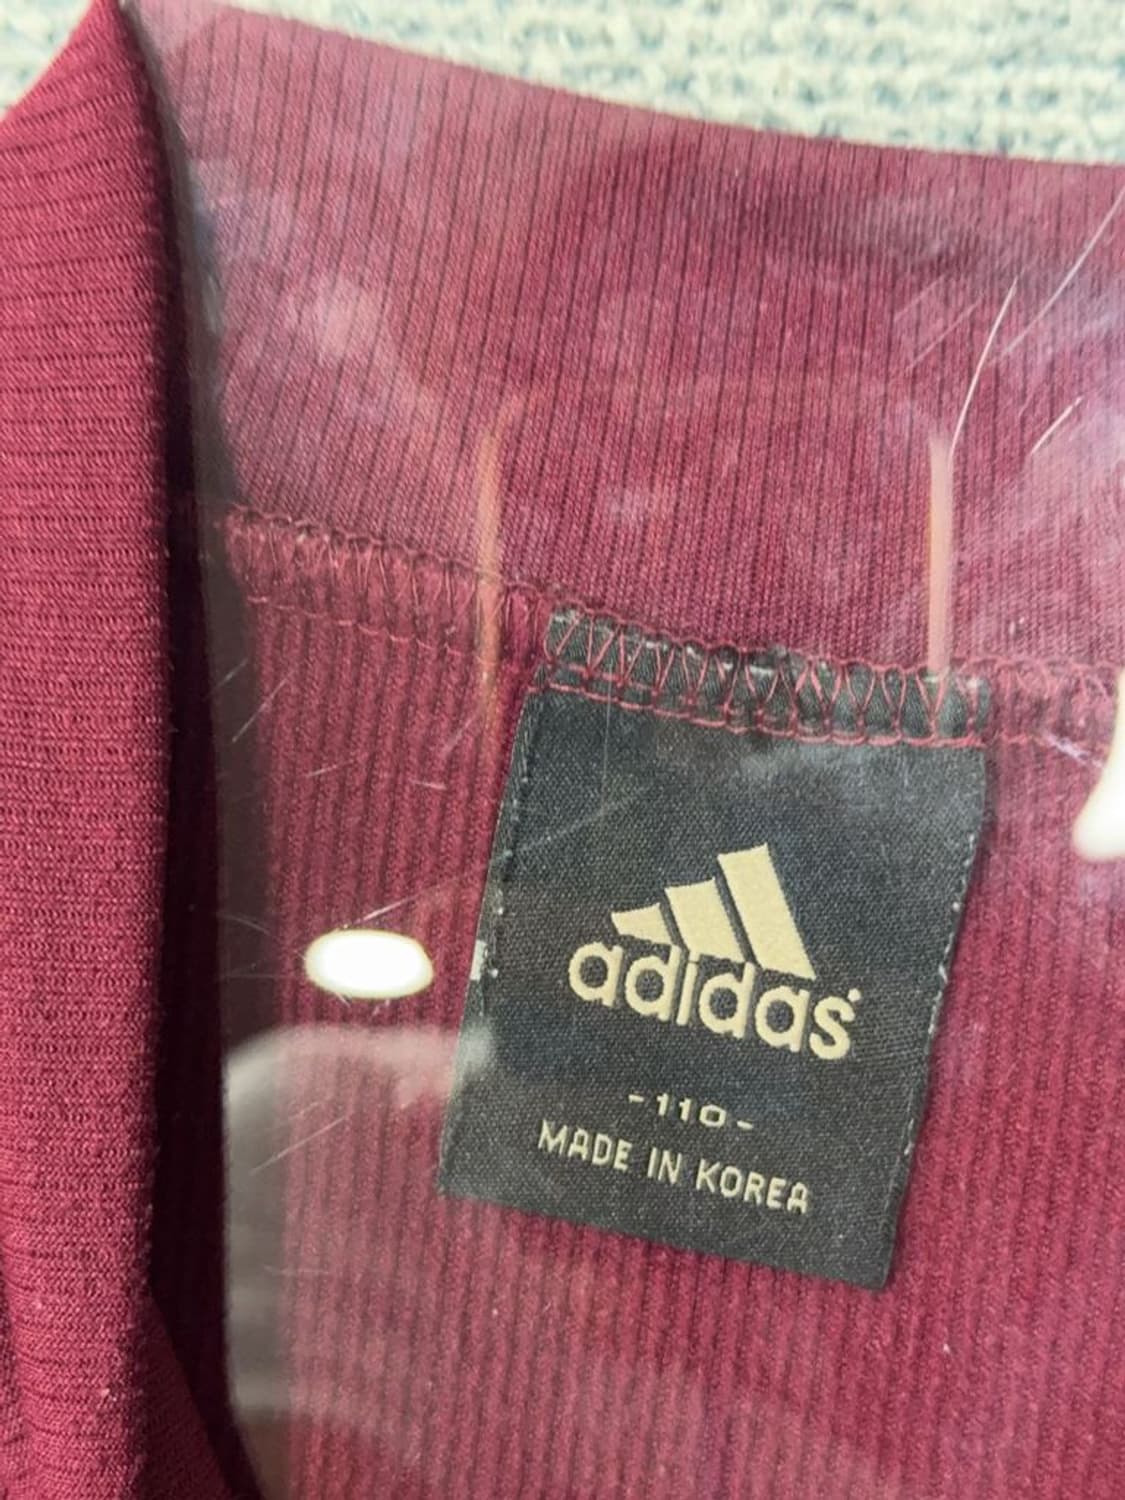 adidas
-110-
MADE IN KOREA